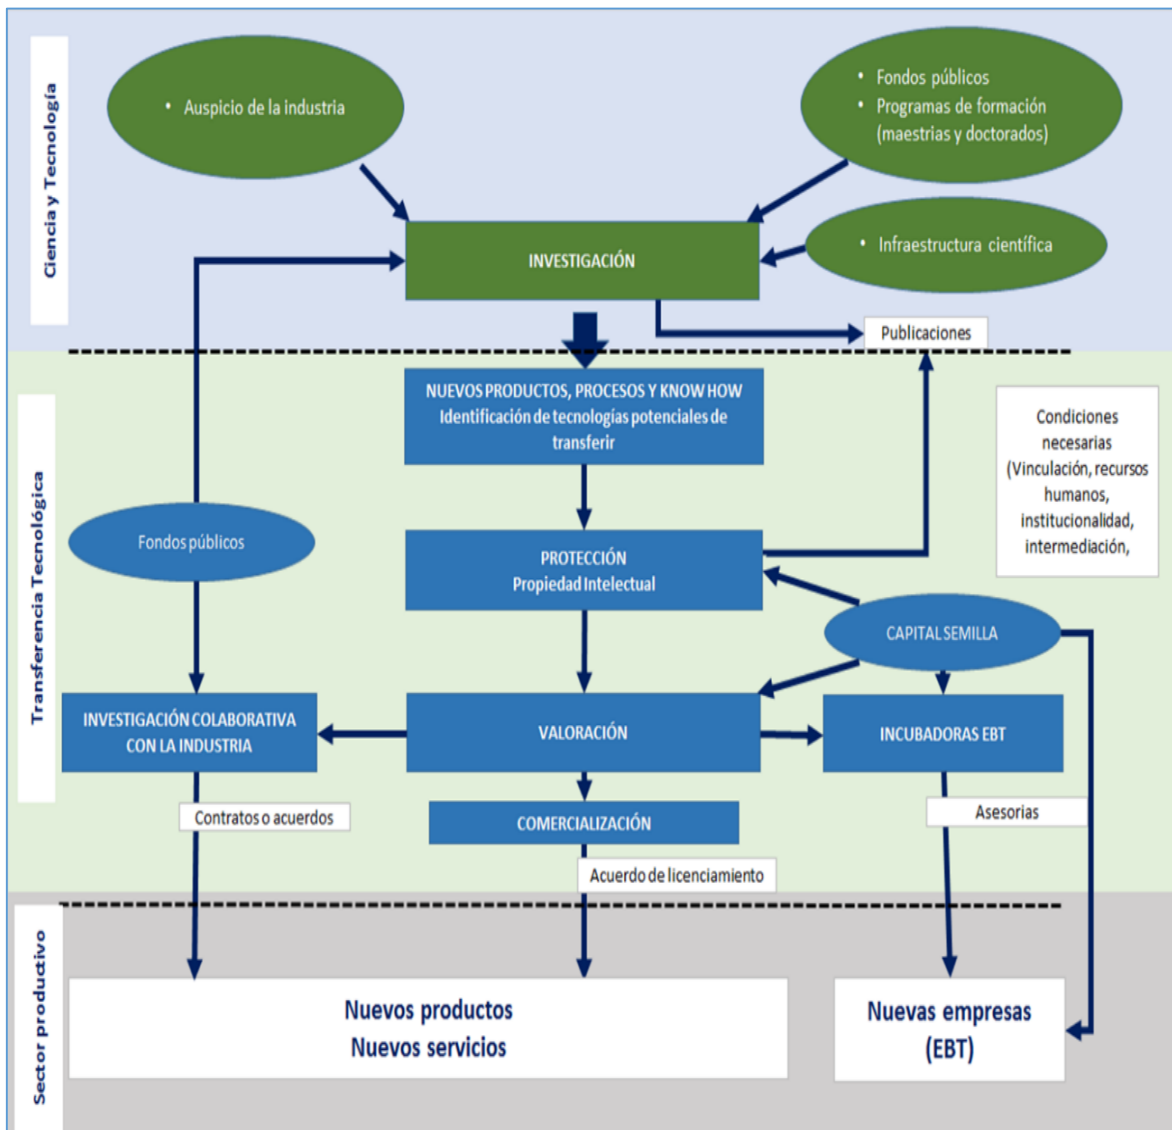 Ciencia y Tecnología
• Auspicio de la industria
• Fondos públicos
• Programas de formación
(maestrias y doctorados)
• Infraestructura científica
INVESTIGACIÓN
Publicaciones
Transferencia Tecnológica
NUEVOS PRODUCTOS, PROCESOS Y KNOW HOW
Identificación de tecnologías potenciales de
transferir
Condiciones
necesarias
(Vinculación, recursos
humanos,
institucionalidad,
intermediación,
Fondos públicos
PROTECCIÓN
Propiedad Intelectual
CAPITAL SEMILLA
INVESTIGACIÓN COLABORATIVA
CON LA INDUSTRIA
VALORACIÓN
INCUBADORAS EBT
Contratos o acuerdos
COMERCIALIZACIÓN
Asesorias
Acuerdo de licenciamiento
Sector productivo
Nuevos productos
Nuevos servicios
Nuevas empresas
(EBT)